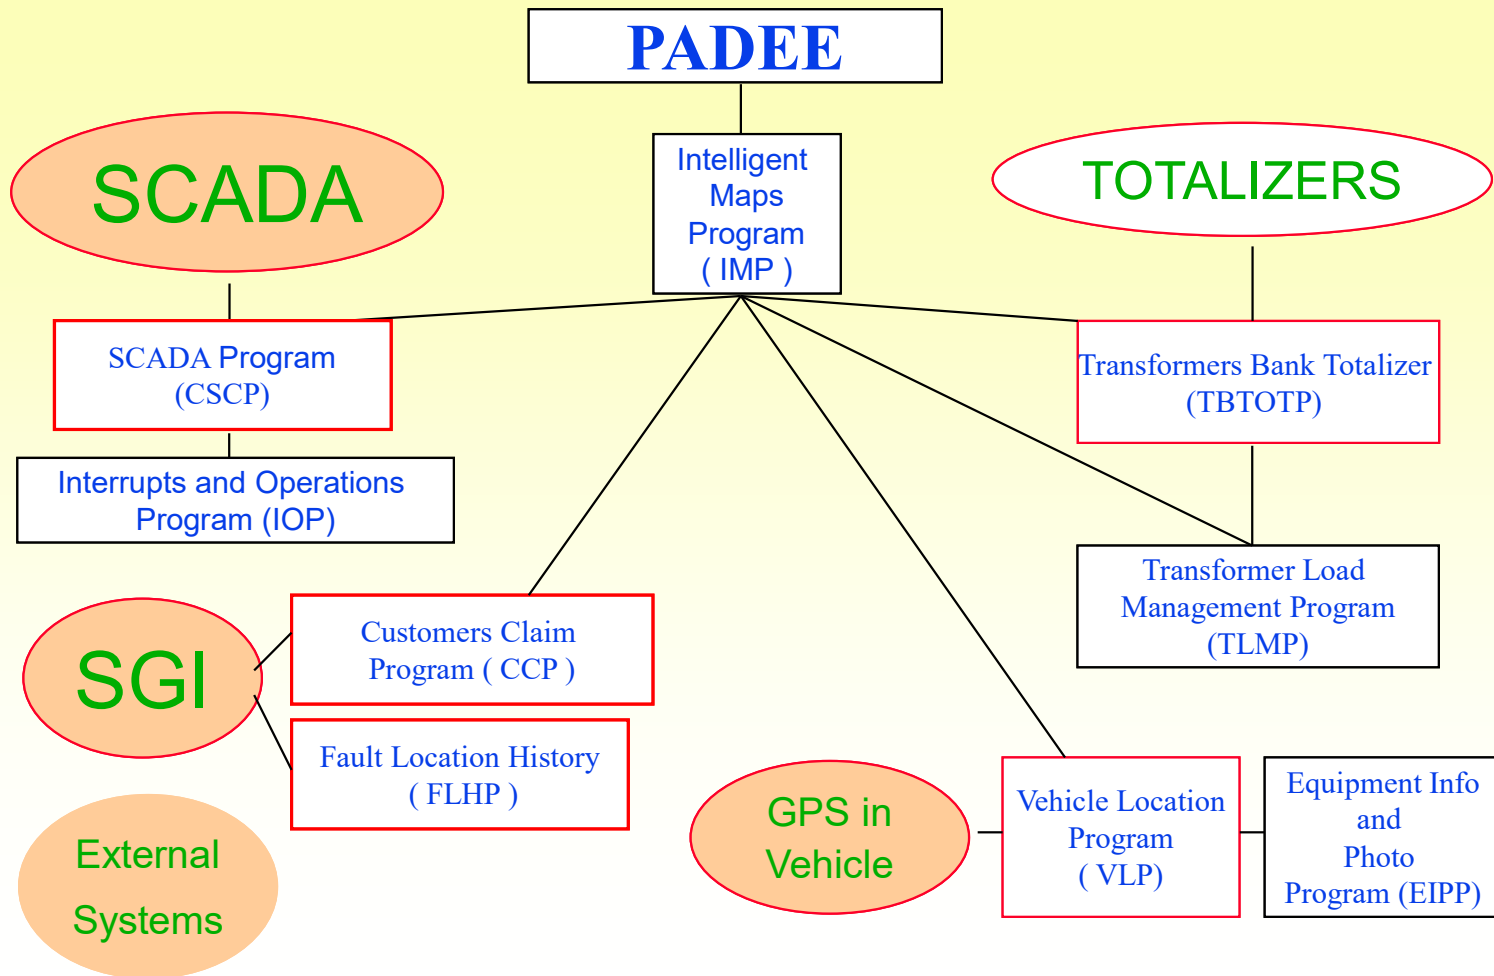 PADEE
SCADA
Intelligent
Maps
Program
( IMP )
TOTALIZERS
SCADA Program
(CSCP)
Transformers Bank Totalizer
(TBTOTP)
Interrupts and Operations
Program (IOP)
Transformer Load
Management Program
(TLMP)
SGI
Customers Claim
Program ( CCP )
Fault Location History
( FLHP )
GPS in
Vehicle
Vehicle Location
Program
( VLP)
Equipment Info
and
Photo
Program (EIPP)
External
Systems